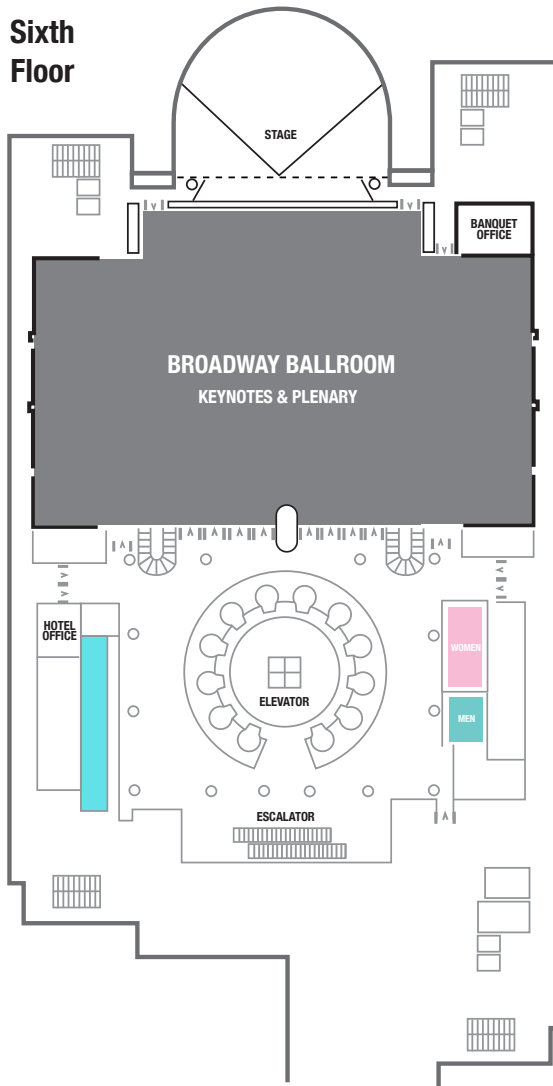 Sixth
Floor
STAGE
BANQUET
OFFICE
BROADWAY BALLROOM
KEYNOTES & PLENARY
HOTEL
OFFICE
WOMEN
ELEVATOR
MEN
ESCALATOR